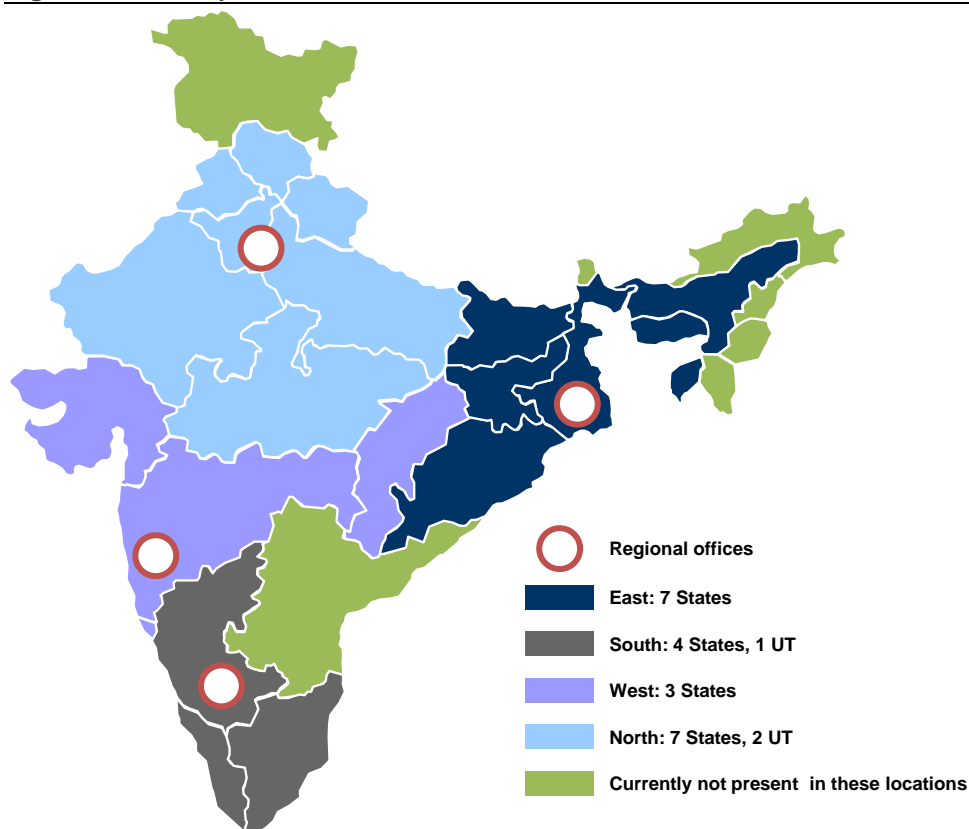 Regional offices
East: 7 States
South: 4 States, 1 UT
West: 3 States
North: 7 States, 2 UT
Currently not present in these locations